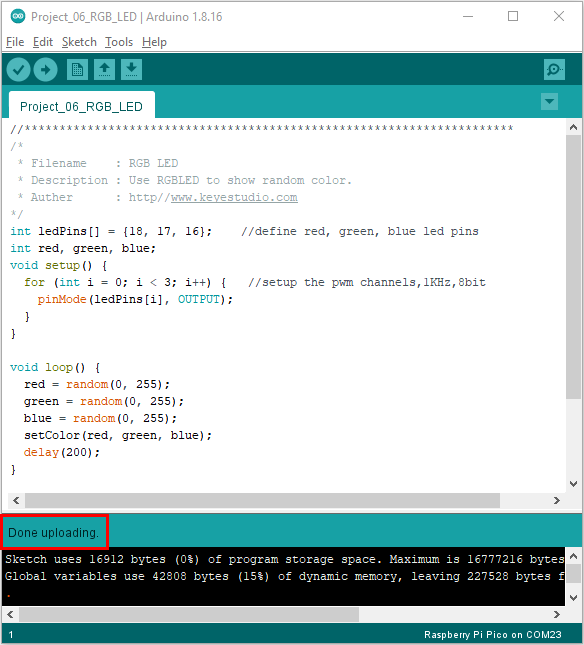 Project_06_RGB_LED | Arduino 1.8.16
File Edit Sketch Tools Help
Project_06_RGB_LED
//**********************************************************************
/*
 * Filename    : RGB LED
 * Description : Use RGBLED to show random color.
 * Auther      : http//www.keyestudio.com
*/
int ledPins[] = {18, 17, 16};    //define red, green, blue led pins
int red, green, blue;
void setup() {
  for (int i = 0; i < 3; i++) {   //setup the pwm channels,1KHz,8bit
    pinMode(ledPins[i], OUTPUT);
  }
}
void loop() {
  red = random(0, 255);
  green = random(0, 255);
  blue = random(0, 255);
  setColor(red, green, blue);
  delay(200);
}
Done uploading.
Sketch uses 16912 bytes (0%) of program storage space. Maximum is 16777216 bytes
Global variables use 42808 bytes (15%) of dynamic memory, leaving 227528 bytes f
.
1 Raspberry Pi Pico on COM23